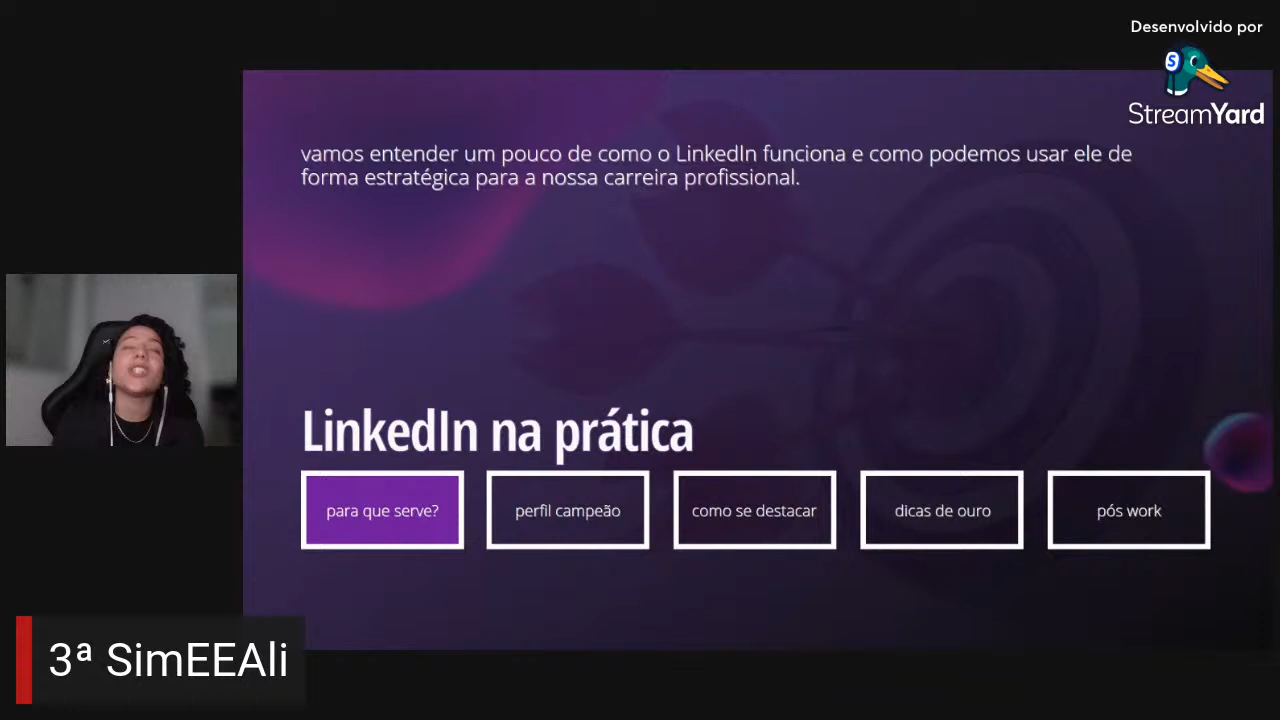 Desenvolvido por
S
StreamYard
vamos entender um pouco de como o LinkedIn funciona e como podemos usar ele de
forma estratégica para a nossa carreira profissional.
LinkedIn na prática
para que serve?
perfil campeão
como se destacar
dicas de ouro
pós work
3ª SimEEAli